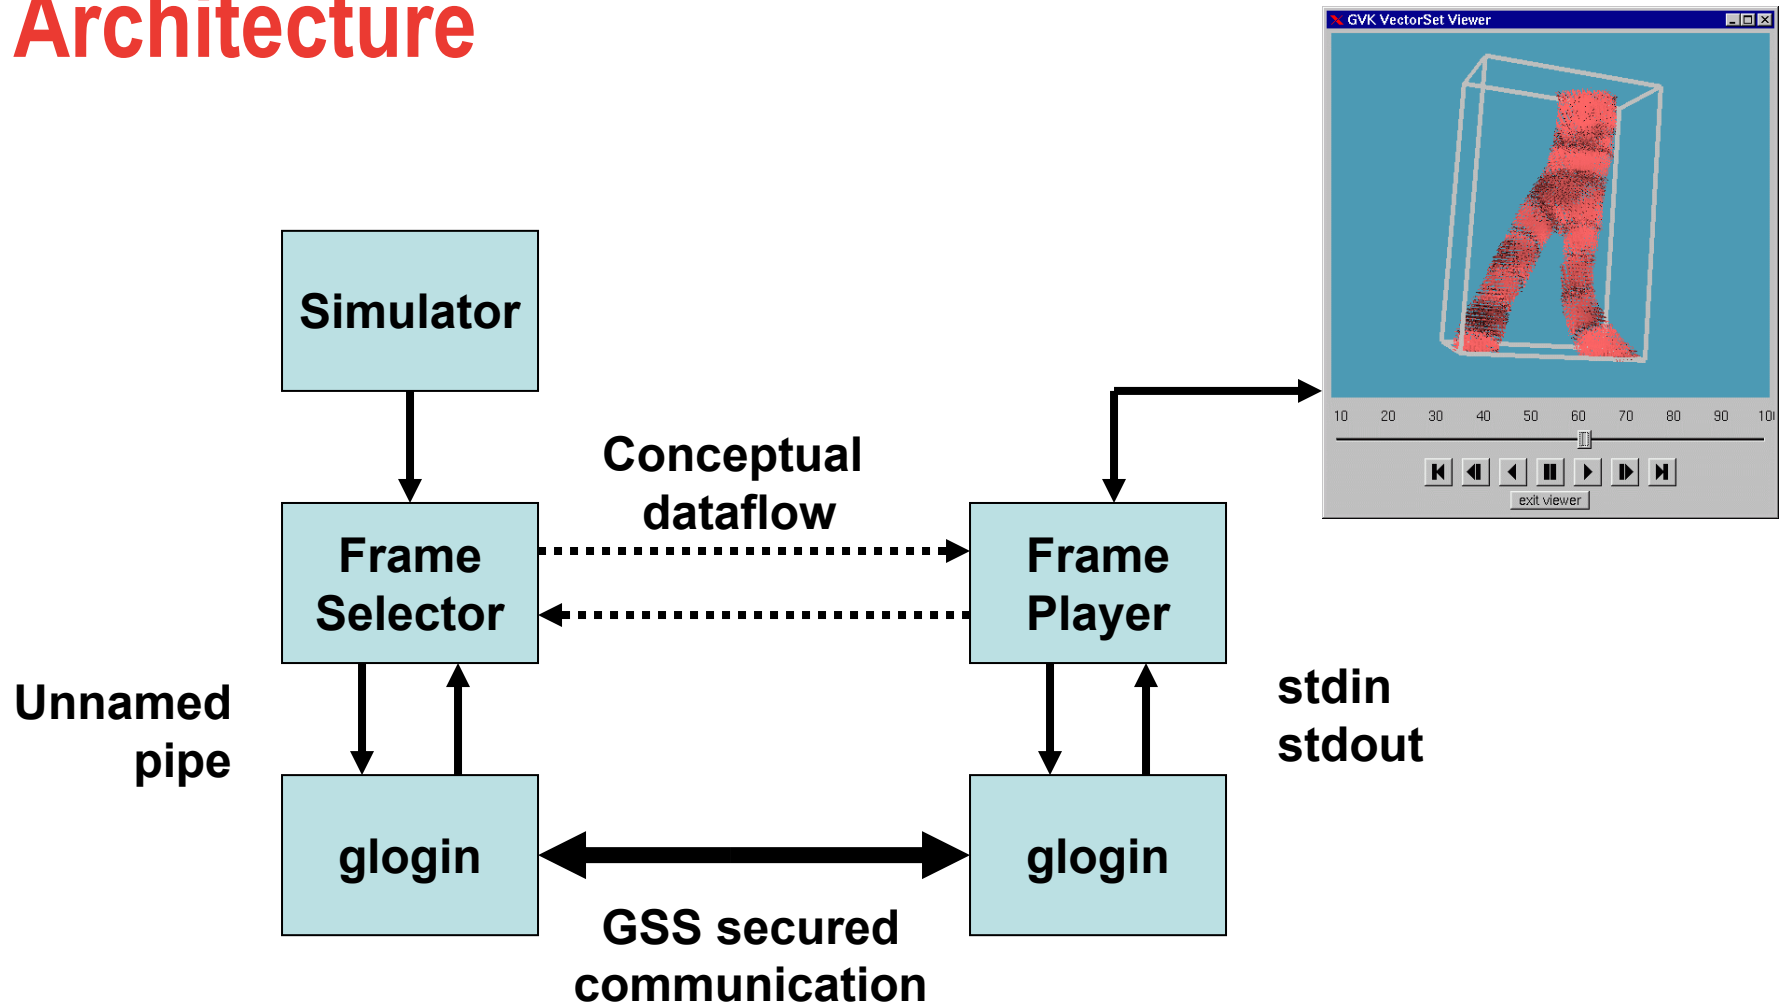 Architecture
GVK VectorSet Viewer
Simulator
10 20 30 40 50 60 70 80 90 10
Conceptual
dataflow
exit viewer
Frame
Selector
Frame
Player
Unnamed
pipe
stdin
stdout
glogin
glogin
GSS secured
communication